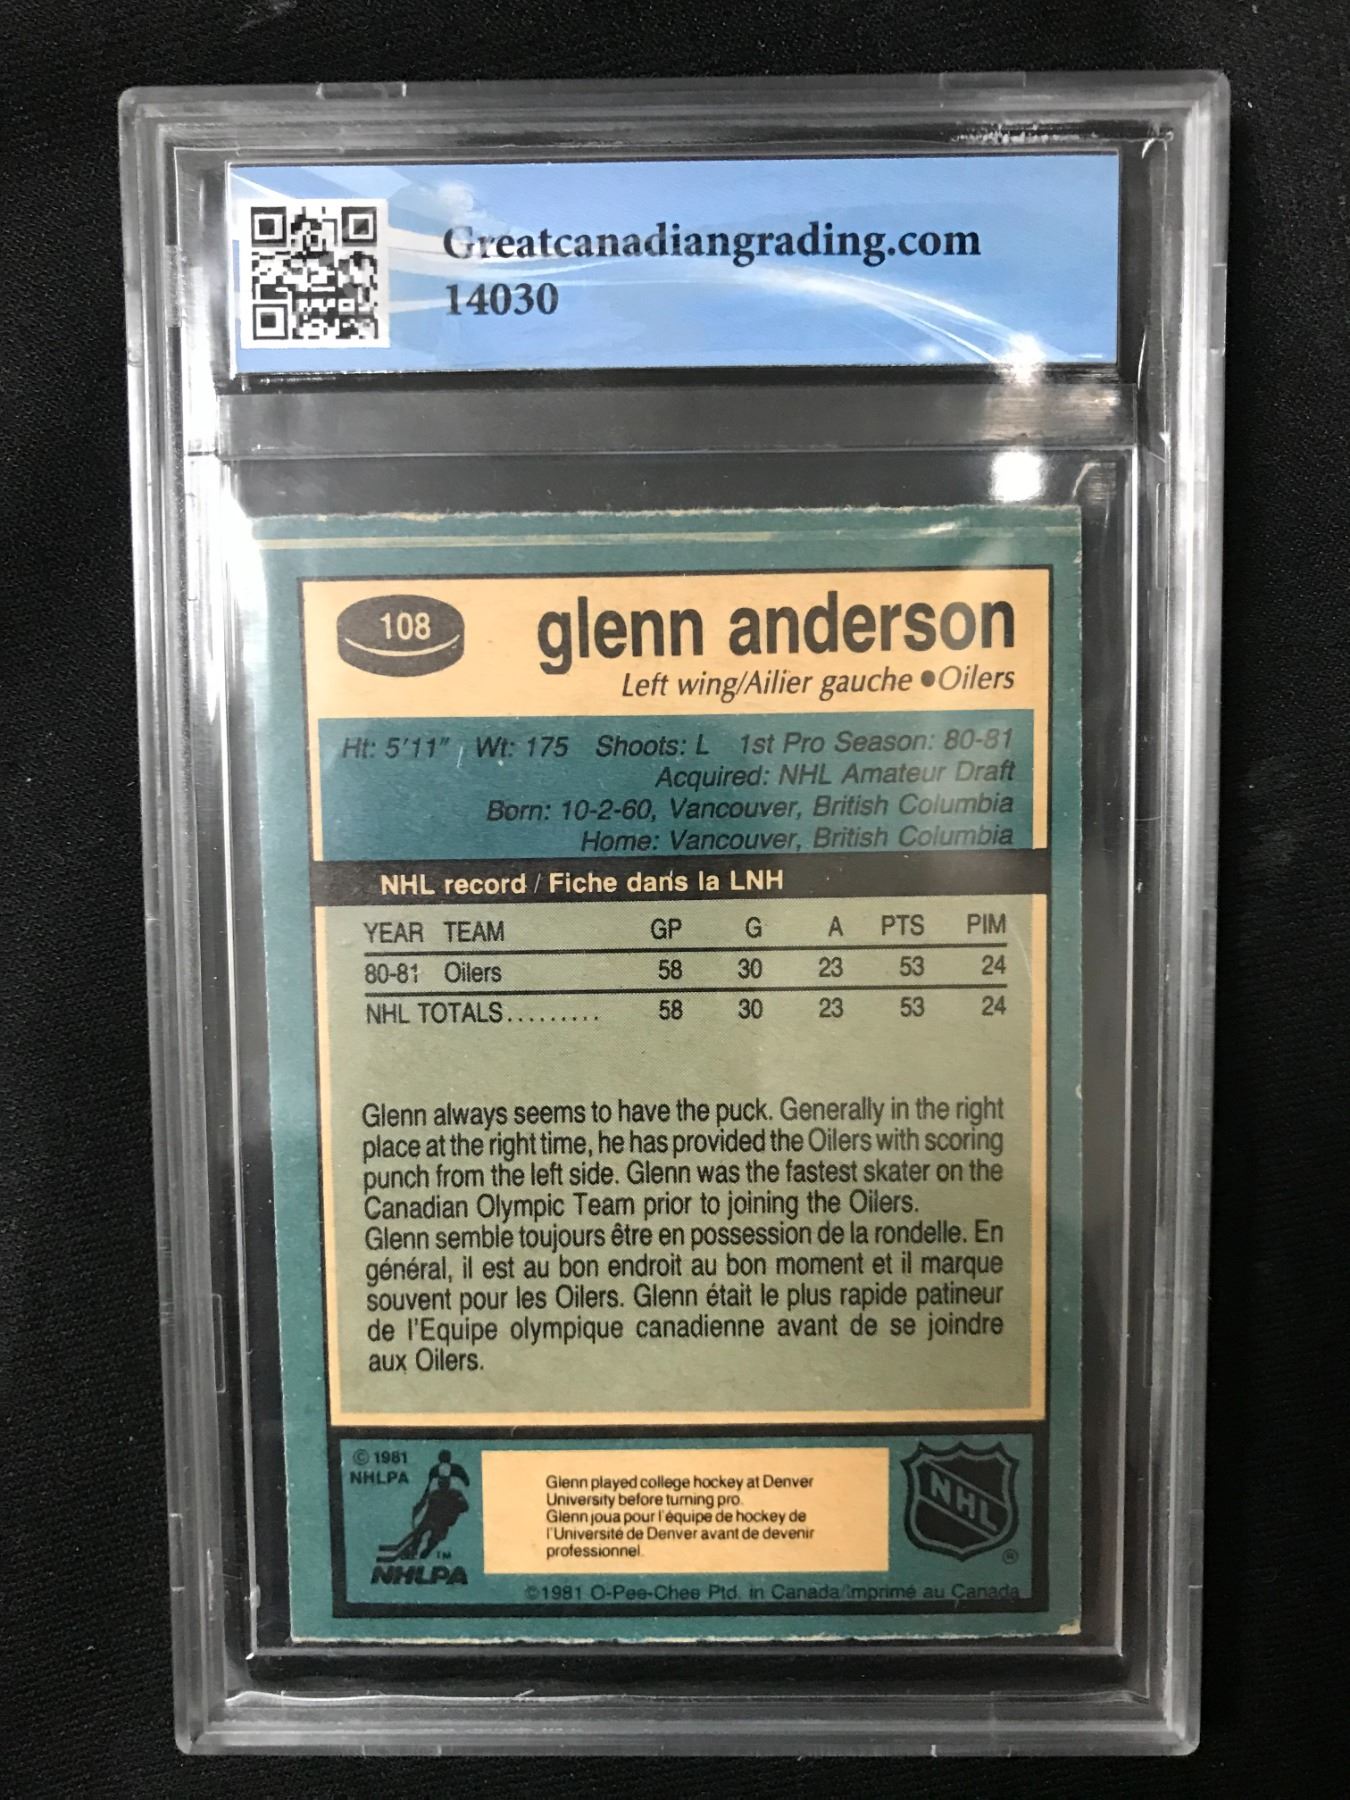 Greatcanadiangrading.com
14030
108
glenn anderson
Left wing/Ailier gauche ●Oilers
Ht: 5'11" Wt: 175 Shoots: L 1st Pro Season: 80-81
Acquired: NHL Amateur Draft
Born: 10-2-60, Vancouver, British Columbia
Home: Vancouver, British Columbia
NHL record / Fiche dans la LNH
YEAR TEAM GP G A PTS PIM
80-81 Oilers 58 30 23 53 24
NHL TOTALS......... 58 30 23 53 24
Glenn always seems to have the puck. Generally in the right
place at the right time, he has provided the Oilers with scoring
punch from the left side. Glenn was the fastest skater on the
Canadian Olympic Team prior to joining the Oilers.
Glenn semble toujours être en possession de la rondelle. En
général, il est au bon endroit au bon moment et il marque
souvent pour les Oilers. Glenn était le plus rapide patineur
de l'Equipe olympique canadienne avant de se joindre
aux Oilers.
© 1981
NHLPA
TM
NHLPA
Glenn played college hockey at Denver
University before turning pro.
Glenn joua pour l'équipe de hockey de
l'Université de Denver avant de devenir
professionnel.
NHL
®
©1981 O-Pee-Chee Ptd. in Canada/Imprimé au Canada